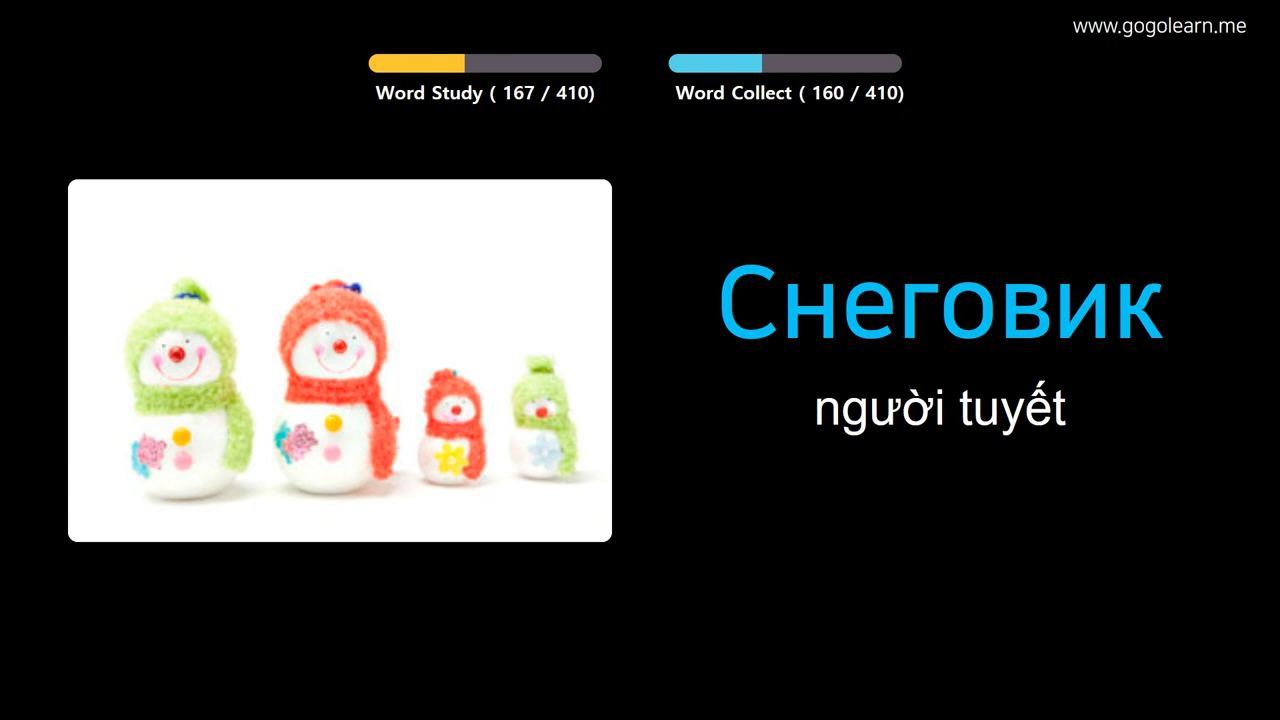 www.gogolearn.me
Word Study ( 167 / 410)
Word Collect ( 160 / 410)
Снеговик
người tuyết